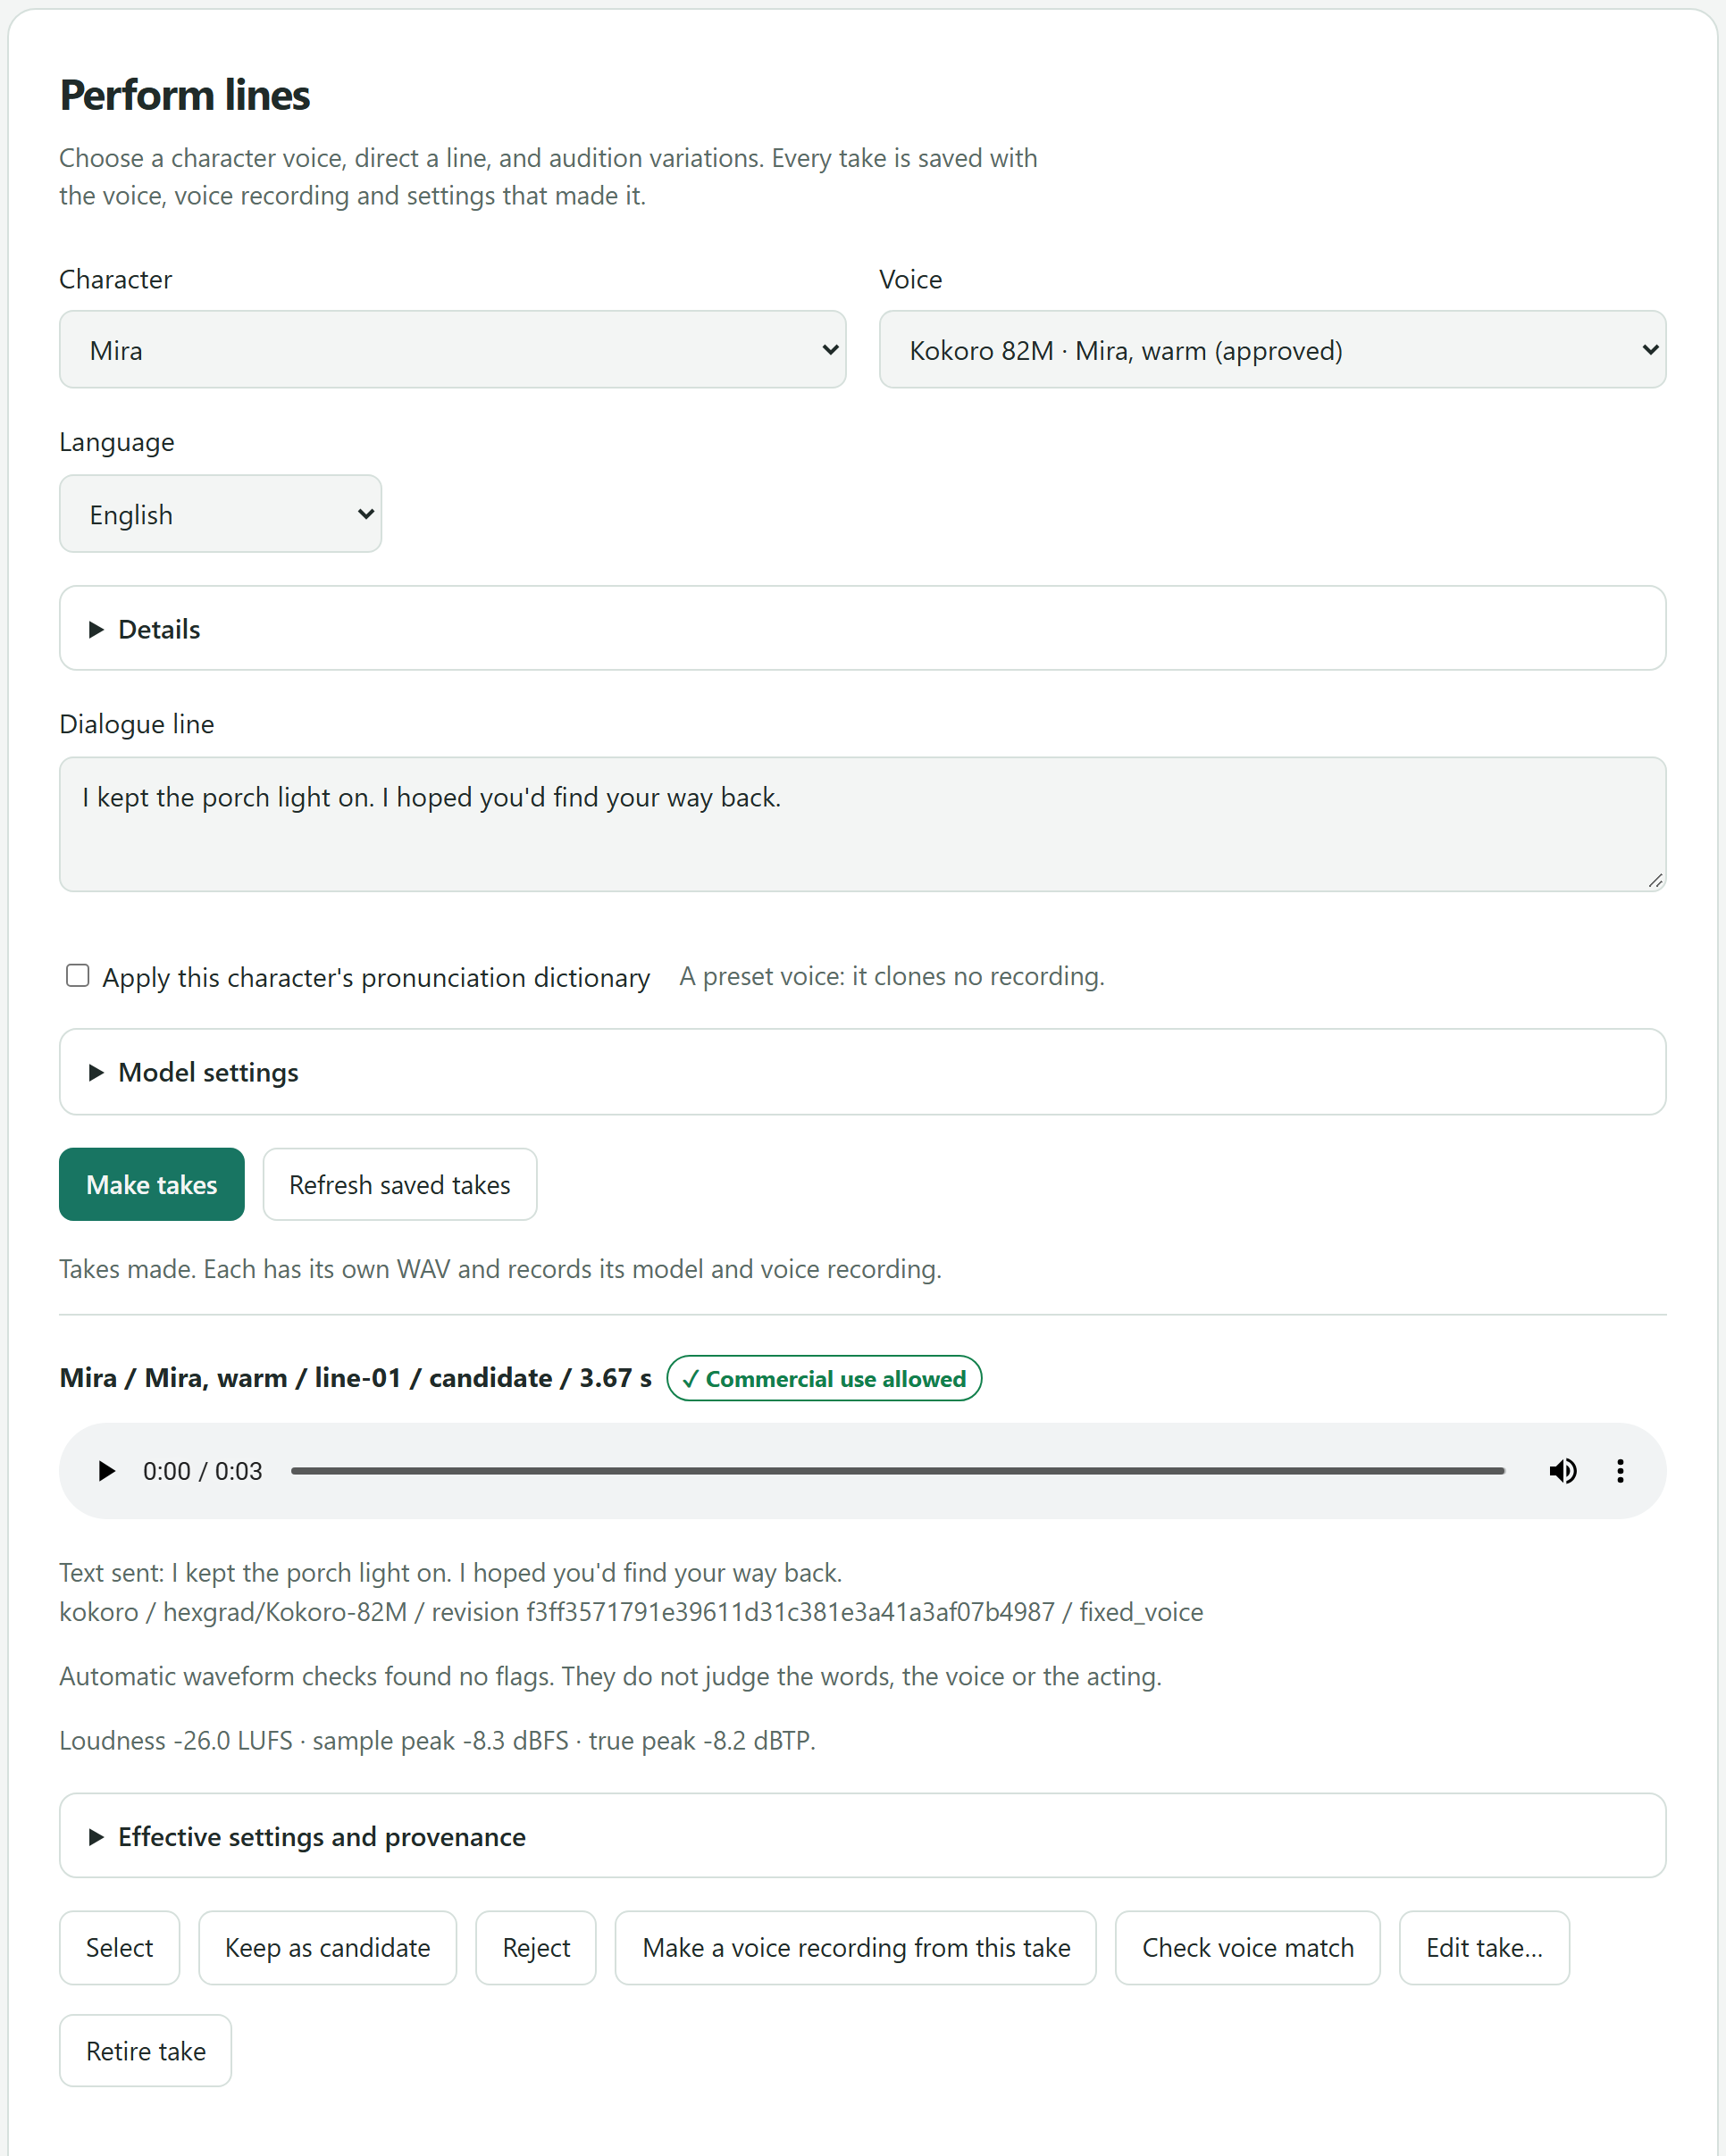 Perform lines
Choose a character voice, direct a line, and audition variations. Every take is saved with
the voice, voice recording and settings that made it.
Character
Voice
Mira
Kokoro 82M · Mira, warm (approved)
Language
English
Details
Dialogue line
I kept the porch light on. I hoped you'd find your way back.
Apply this character's pronunciation dictionary
A preset voice: it clones no recording.
Model settings
Make takes
Refresh saved takes
Takes made. Each has its own WAV and records its model and voice recording.
Mira / Mira, warm / line-01 / candidate / 3.67 s
✓ Commercial use allowed
0:00 / 0:03
Text sent: I kept the porch light on. I hoped you'd find your way back.
kokoro / hexgrad/Kokoro-82M / revision f3ff3571791e39611d31c381e3a41a3af07b4987 / fixed_voice
Automatic waveform checks found no flags. They do not judge the words, the voice or the acting.
Loudness -26.0 LUFS · sample peak -8.3 dBFS · true peak -8.2 dBTP.
Effective settings and provenance
Select
Keep as candidate
Reject
Make a voice recording from this take
Check voice match
Edit take...
Retire take